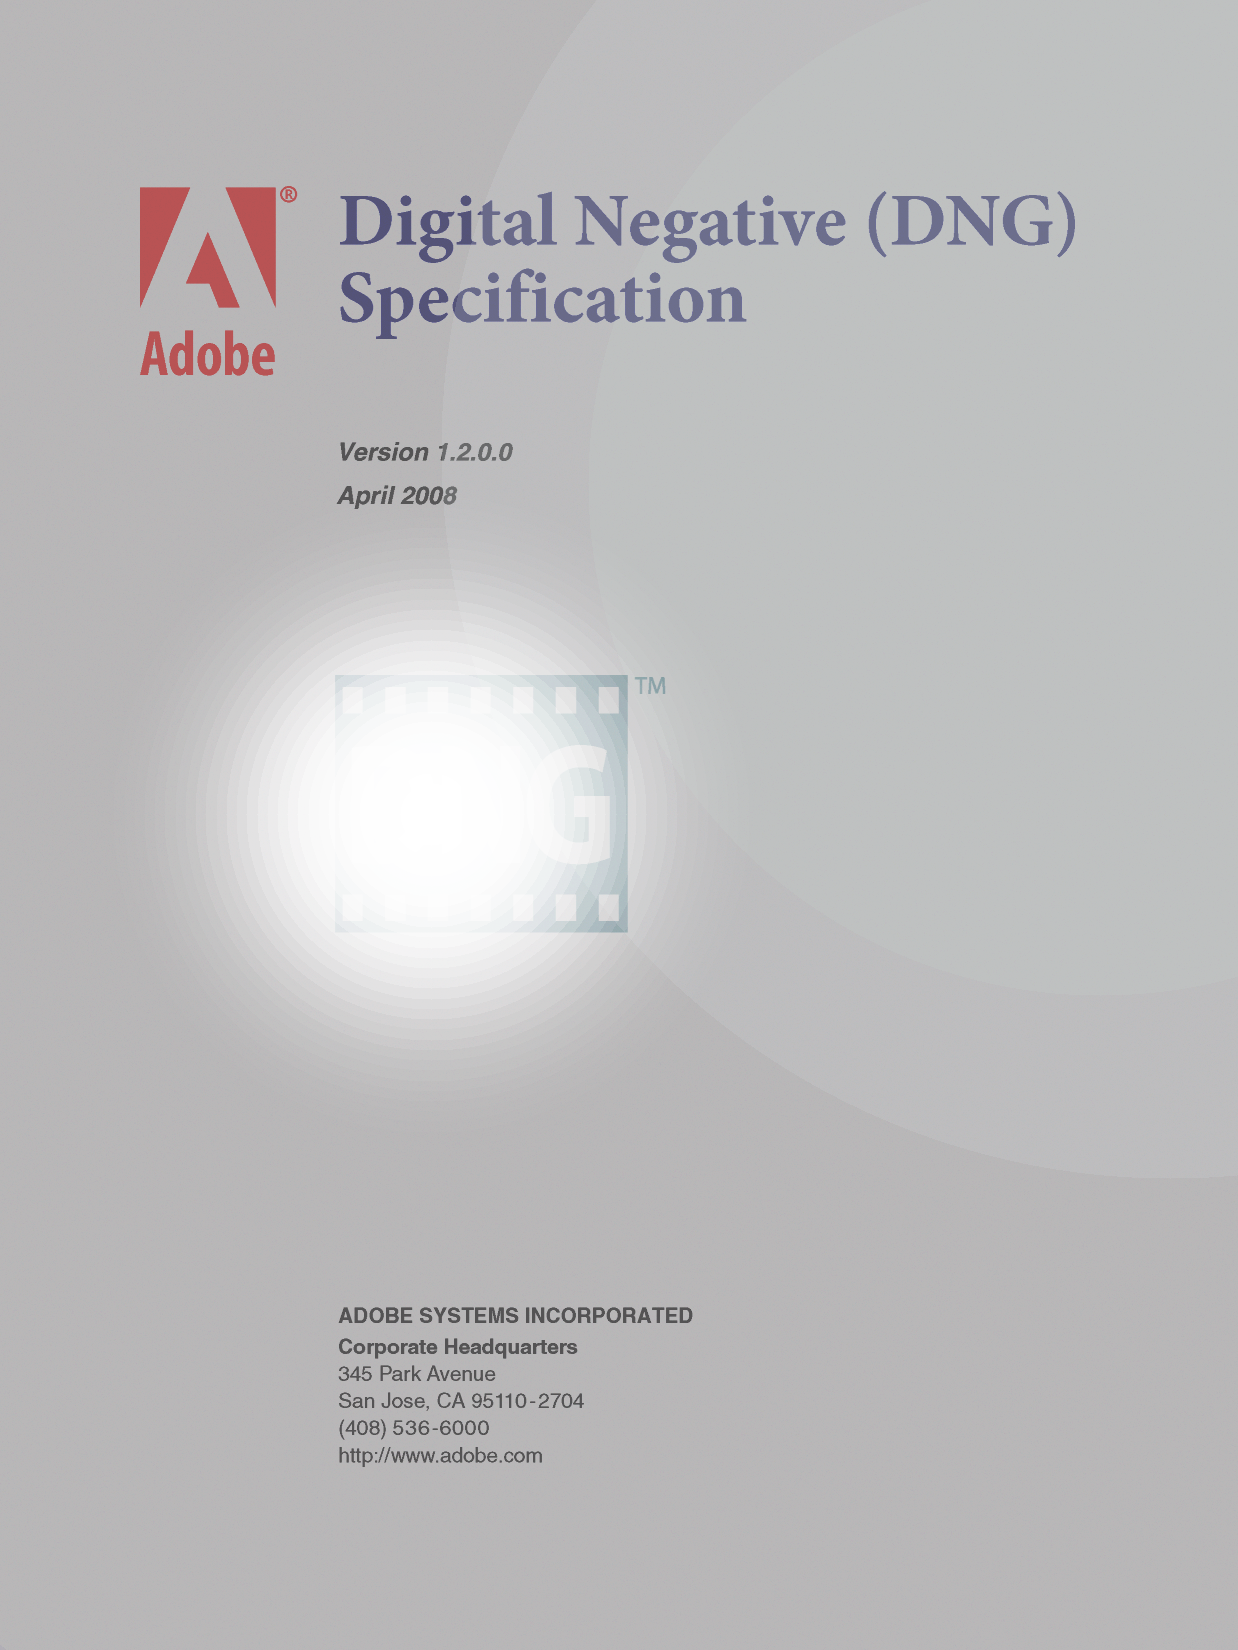 Digital Negative (DNG)
Specification
®
Adobe
Version 1.2.0.0
April 2008
TM
G
ADOBE SYSTEMS INCORPORATED
Corporate Headquarters
345 Park Avenue
San Jose, CA 95110-2704
(408) 536-6000
http://www.adobe.com